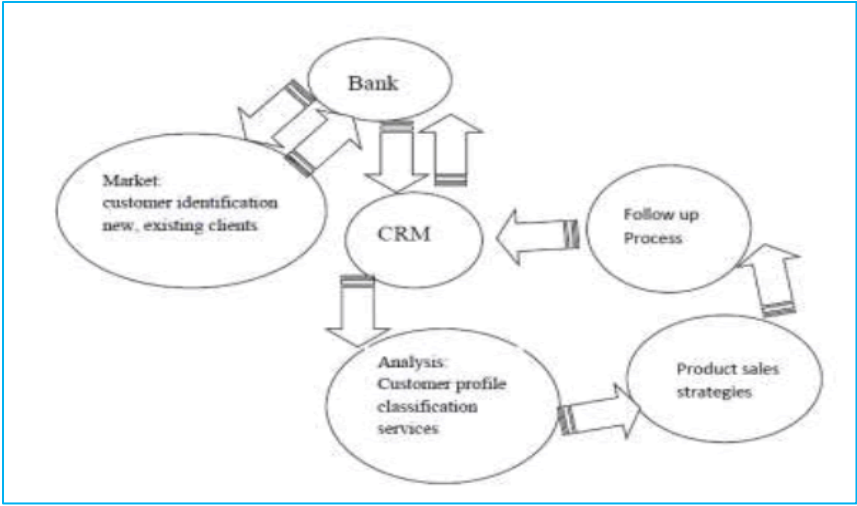 Bank
Market:
customer identification
new, existing clients
CRM
Follow up
Process
Analysis:
Customer profile
classification
services
Product sales
strategies